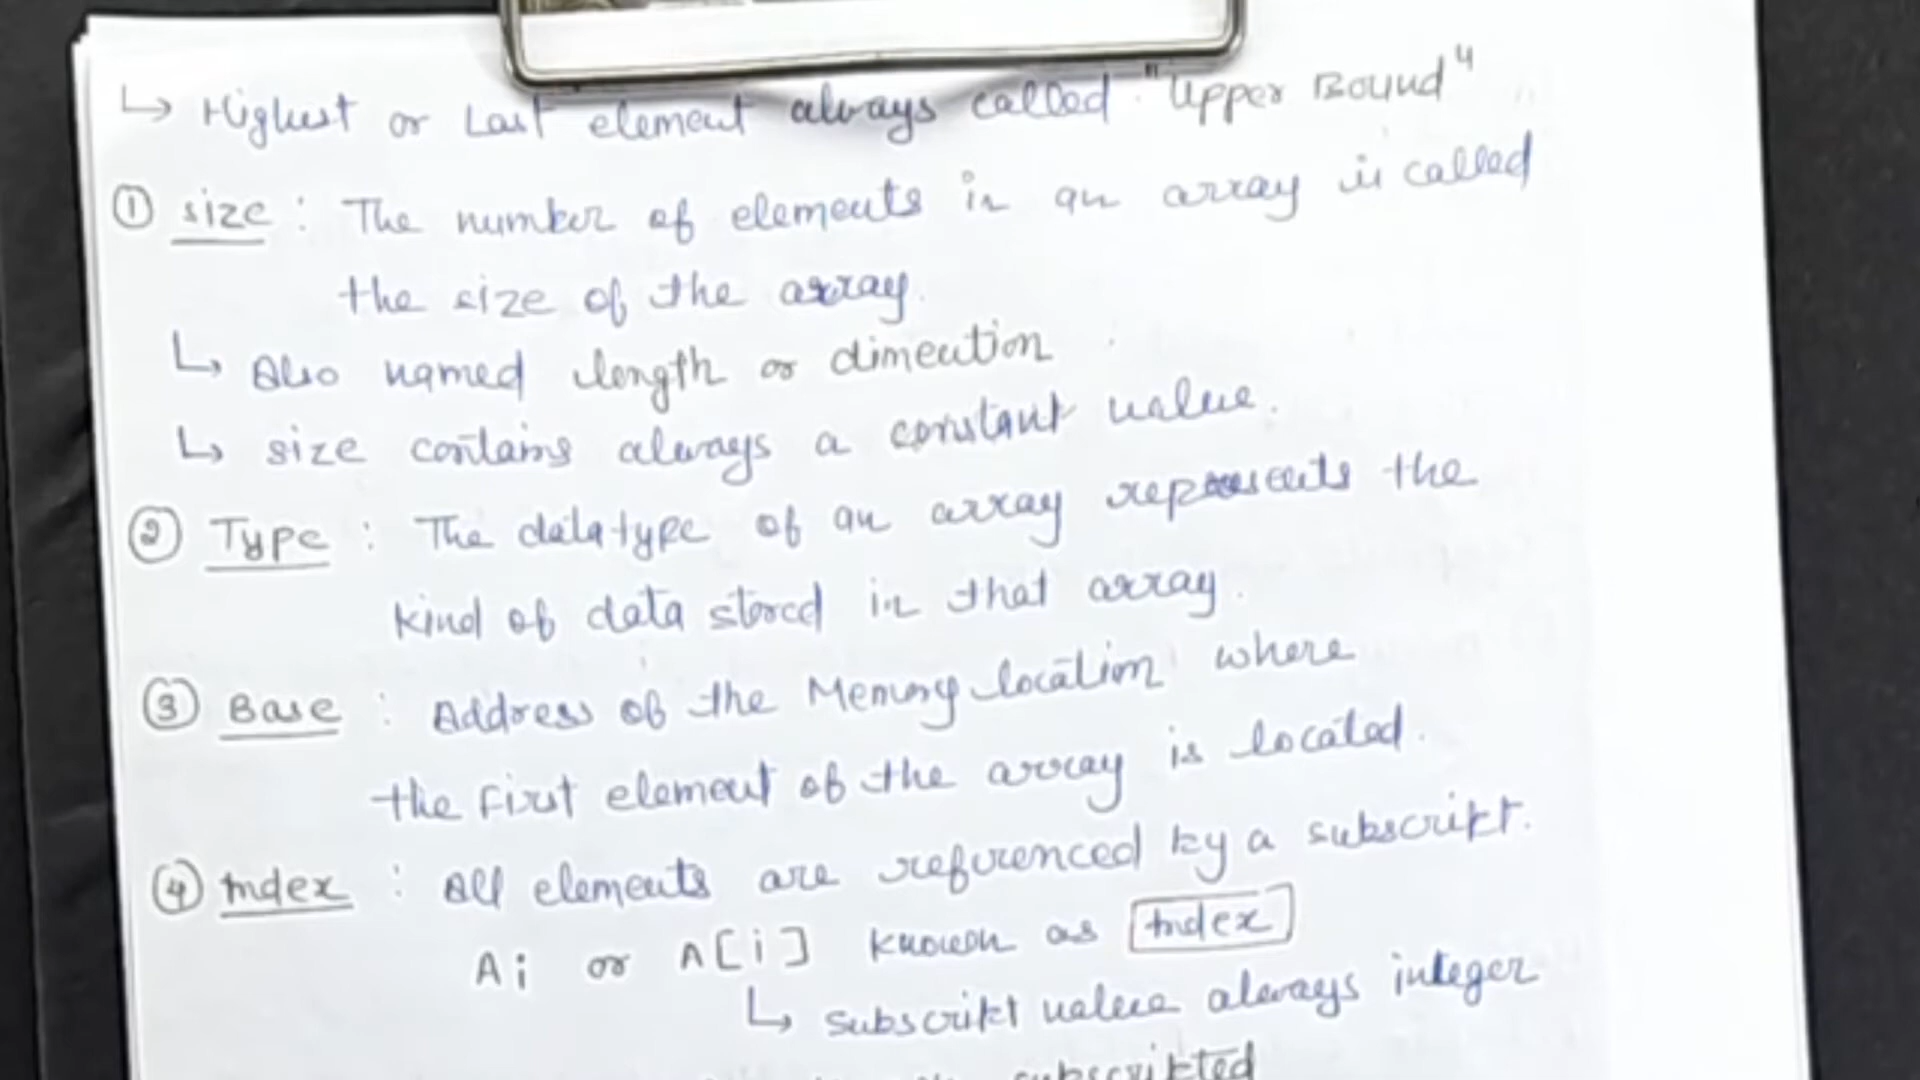 ↳ Highest or Last element always called "Upper Bound"
① size : The number of elements in an array is called
the size of the array.
↳ Also named length or dimention
↳ size contains always a constant value.
② Type : The datatype of an array represents the
kind of data stored in that array.
③ Base : Address of the Memory location where
the first element of the array is located.
④ Index : All elements are referenced by a subscript.
Ai or A[i] known as Index
↳ subscript value always integer
subscripted